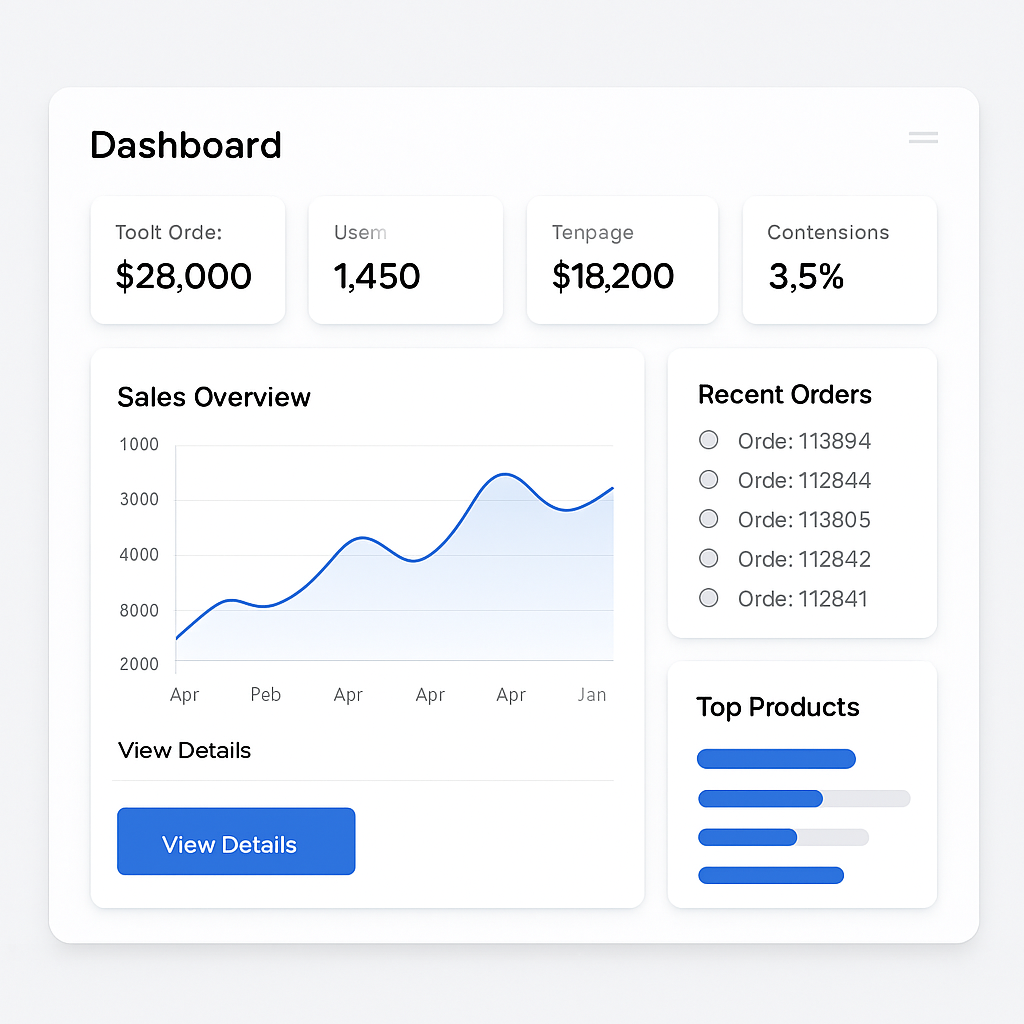 Dashboard
Toolt Orde:
$28,000
Usem
1,450
Tenpage
$18,200
Contensions
3,5%
Sales Overview
1000
3000
4000
8000
2000
Apr Peb Apr Apr Apr Jan
View Details
View Details
Recent Orders
Orde: 113894
Orde: 112844
Orde: 113805
Orde: 112842
Orde: 112841
Top Products